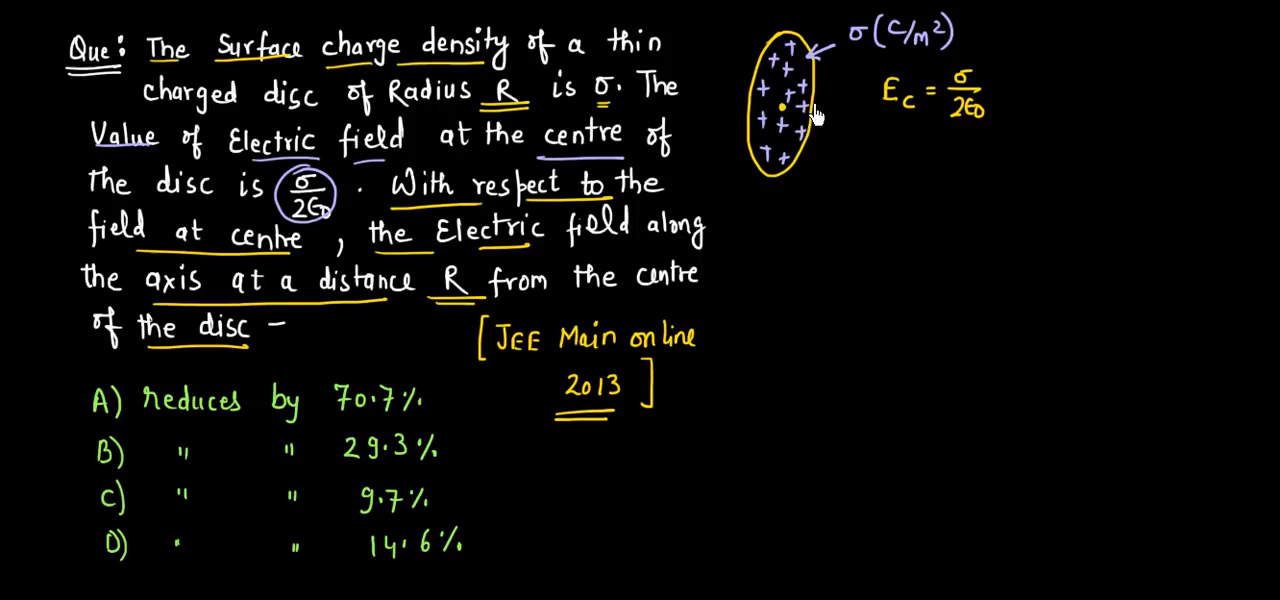 Que: The Surface charge density of a thin
charged disc of Radius R is σ. The
Value of Electric field at the centre of
the disc is σ/2ϵ0 . With respect to the
field at centre , the Electric field along
the axis at a distance R from the centre
of the disc -
[JEE Main online
2013]
A) reduces by 70.7%
B) " " 29.3%
C) " " 9.7%
D) " " 14.6%
σ(C/m²)
E_C = σ/2ϵ0
+ + + + + + + + + + + +